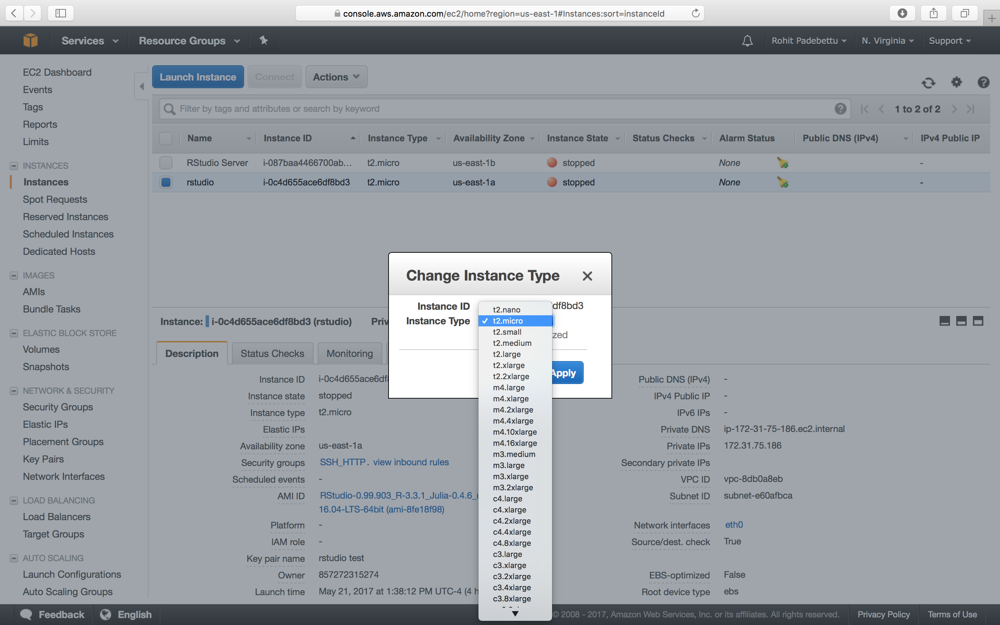 console.aws.amazon.com/ec2/home?region=us-east-1#Instances:sort=instanceId
Services
Resource Groups
Rohit Padebettu
N. Virginia
Support
EC2 Dashboard
Events
Tags
Reports
Limits
INSTANCES
Instances
Spot Requests
Reserved Instances
Scheduled Instances
Dedicated Hosts
IMAGES
AMIs
Bundle Tasks
ELASTIC BLOCK STORE
Volumes
Snapshots
NETWORK & SECURITY
Security Groups
Elastic IPs
Placement Groups
Key Pairs
Network Interfaces
LOAD BALANCING
Load Balancers
Target Groups
AUTO SCALING
Launch Configurations
Auto Scaling Groups
Launch Instance Connect Actions
Filter by tags and attributes or search by keyword
1 to 2 of 2
Name Instance ID Instance Type Availability Zone Instance State Status Checks Alarm Status Public DNS (IPv4) IPv4 Public IP
RStudio Server i-087baa4466700ab... t2.micro us-east-1b stopped None -
rstudio i-0c4d655ace6df8bd3 t2.micro us-east-1a stopped None -
Change Instance Type
Instance ID df8bd3
Instance Type
zed
Apply
t2.nano
✓ t2.micro
t2.small
t2.medium
t2.large
t2.xlarge
t2.2xlarge
m4.large
m4.xlarge
m4.2xlarge
m4.4xlarge
m4.10xlarge
m4.16xlarge
m3.medium
m3.large
m3.xlarge
m3.2xlarge
c4.large
c4.xlarge
c4.2xlarge
c4.4xlarge
c4.8xlarge
c3.large
c3.xlarge
c3.2xlarge
c3.4xlarge
c3.8xlarge
Instance: i-0c4d655ace6df8bd3 (rstudio) Priv
Description Status Checks Monitoring
Instance ID i-0c4d655ace6df
Instance state stopped
Instance type t2.micro
Elastic IPs
Availability zone us-east-1a
Security groups SSH_HTTP . view inbound rules
Scheduled events -
AMI ID RStudio-0.99.903_R-3.3.1_Julia-0.4.6_
16.04-LTS-64bit (ami-8fe18f98)
Platform -
IAM role -
Key pair name rstudio test
Owner 857272315274
Launch time May 21, 2017 at 1:38:12 PM UTC-4 (4 h
Public DNS (IPv4) -
IPv4 Public IP -
IPv6 IPs -
Private DNS ip-172-31-75-186.ec2.internal
Private IPs 172.31.75.186
Secondary private IPs
VPC ID vpc-8db0a8eb
Subnet ID subnet-e60afbca
Network interfaces eth0
Source/dest. check True
EBS-optimized False
Root device type ebs
Feedback English
© 2008 - 2017, Amazon Web Services, Inc. or its affiliates. All rights reserved. Privacy Policy Terms of Use